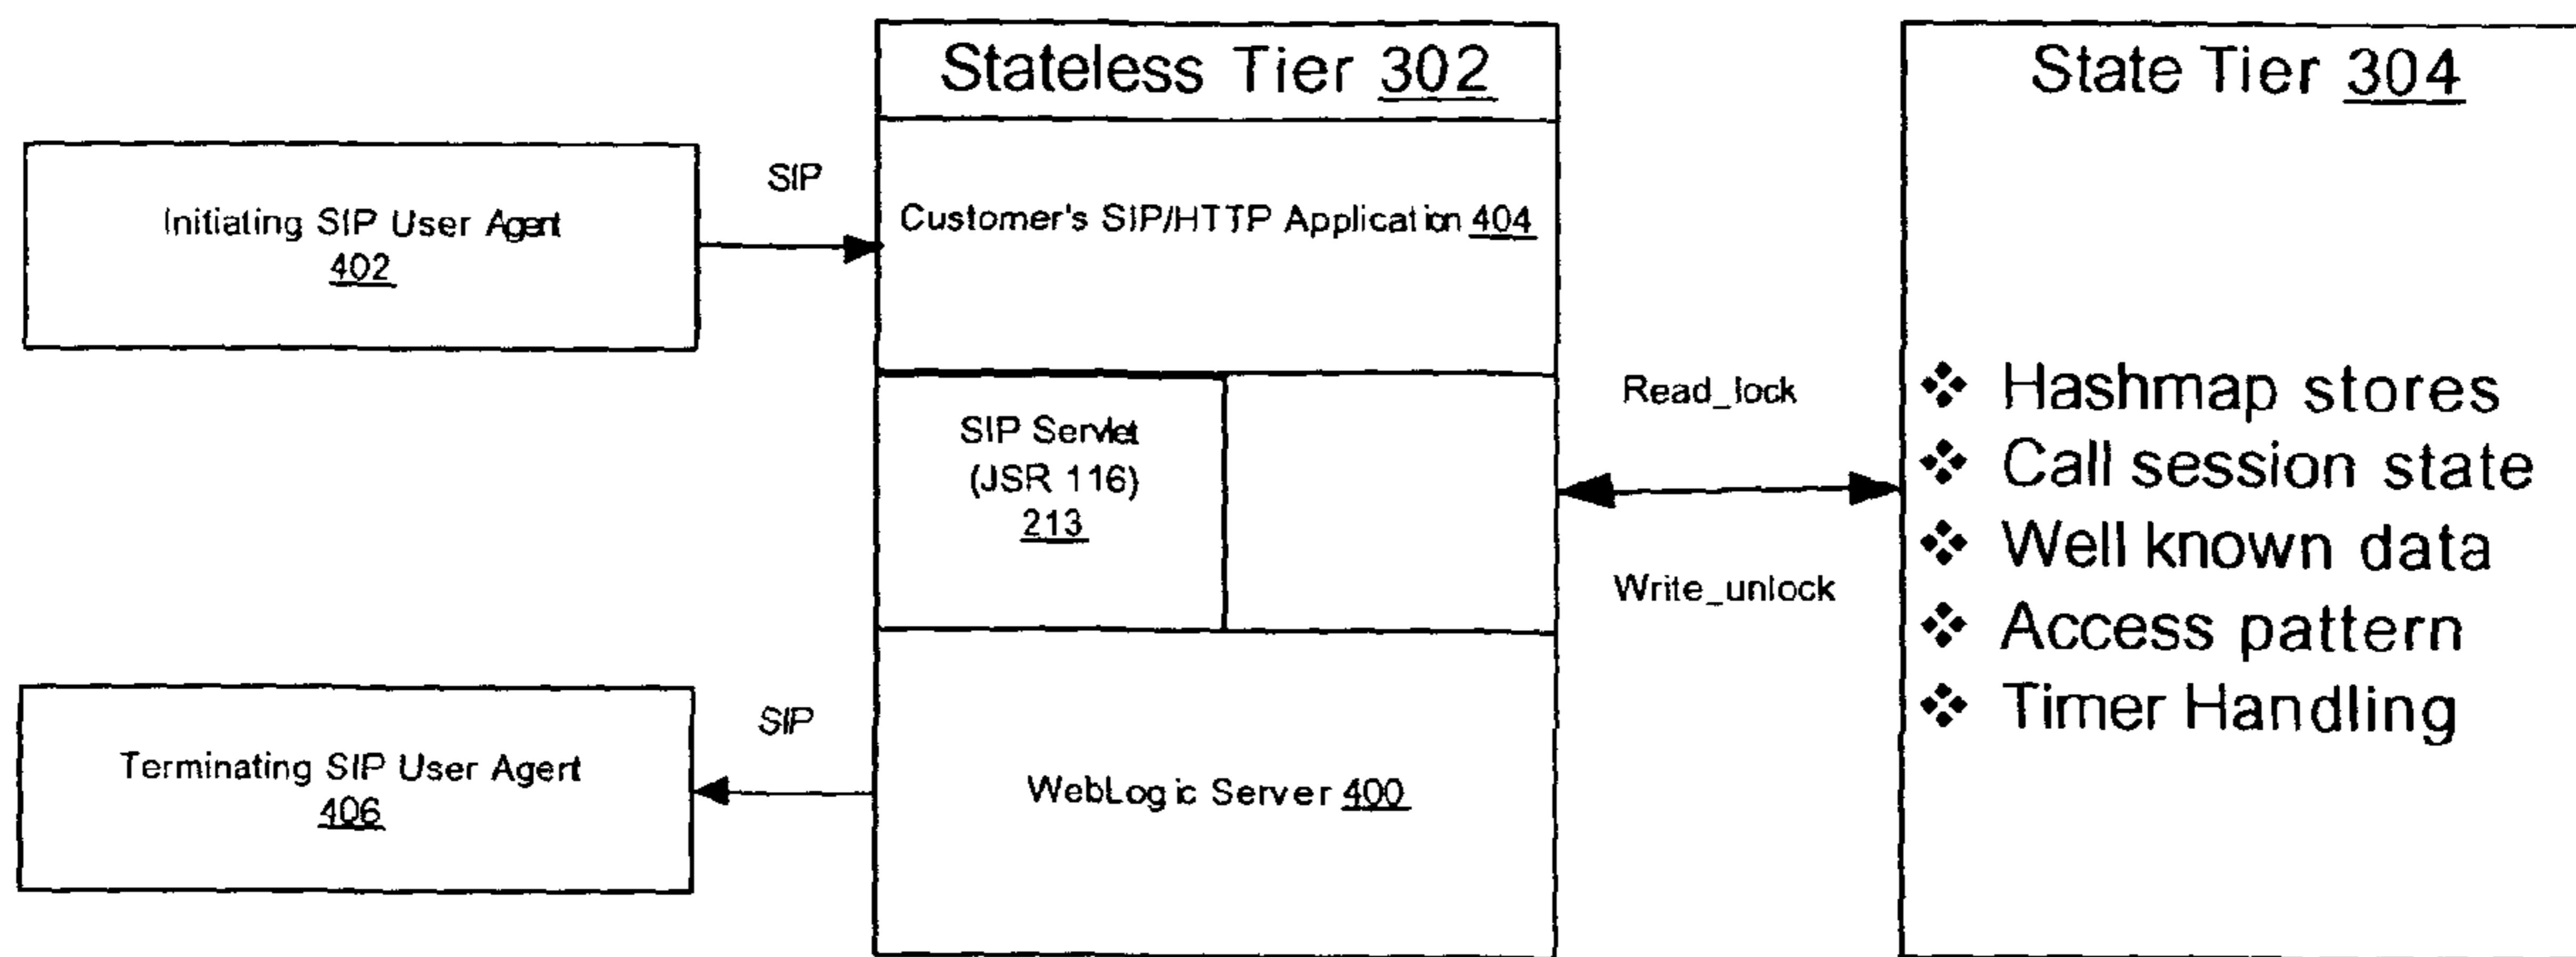 Stateless Tier 302
State Tier 304
SIP
Initiating SIP User Agent
402
Customer's SIP/HTTP Application 404
Read_lock
SIP Servlet
(JSR 116)
213
Write_unlock
❖ Hashmap stores
❖ Call session state
❖ Well known data
❖ Access pattern
❖ Timer Handling
SIP
Terminating SIP User Agent
406
WebLogic Server 400